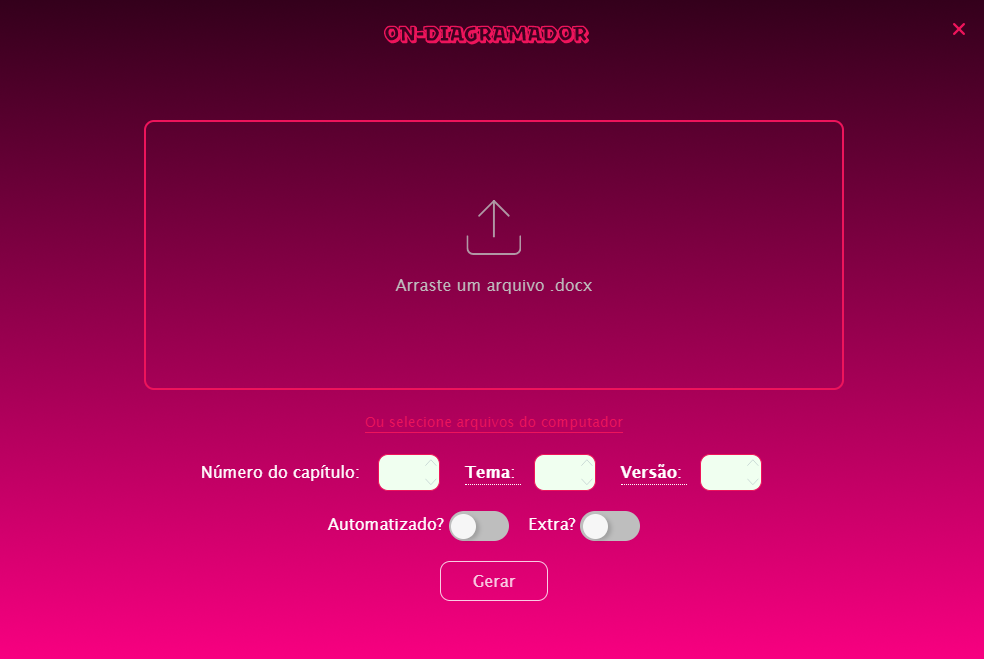 ON-DIAGRAMADOR
Arraste um arquivo .docx
Ou selecione arquivos do computador
Número do capítulo: Tema: Versão:
Automatizado? Extra?
Gerar